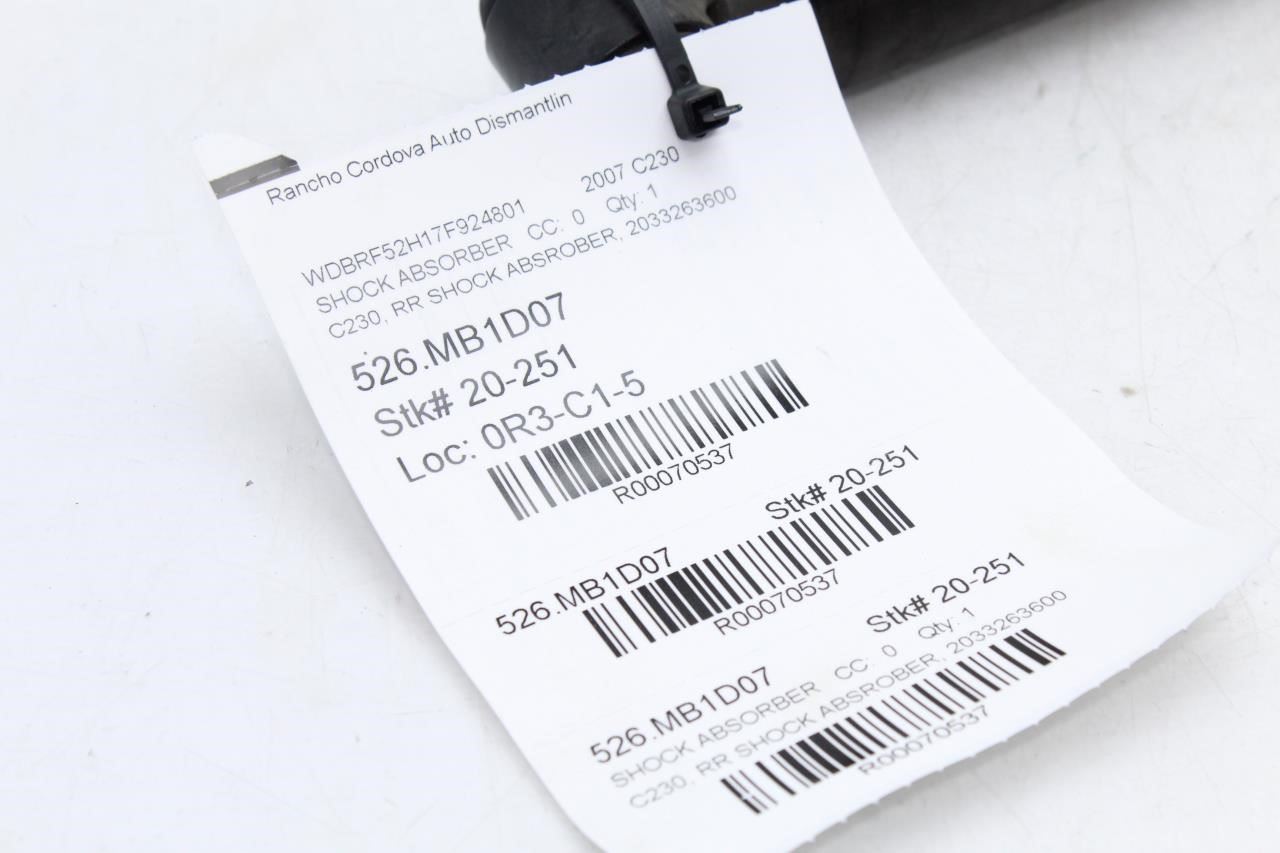 Rancho Cordova Auto Dismantlin
WDBRF52H17F924801 2007 C230
SHOCK ABSORBER CC: 0 Qty: 1
C230, RR SHOCK ABSROBER, 2033263600
526.MB1D07
Stk# 20-251
Loc: 0R3-C1-5
R00070537
526.MB1D07 Stk# 20-251
R00070537
526.MB1D07 Stk# 20-251
SHOCK ABSORBER CC: 0 Qty: 1
C230, RR SHOCK ABSROBER, 2033263600
R00070537